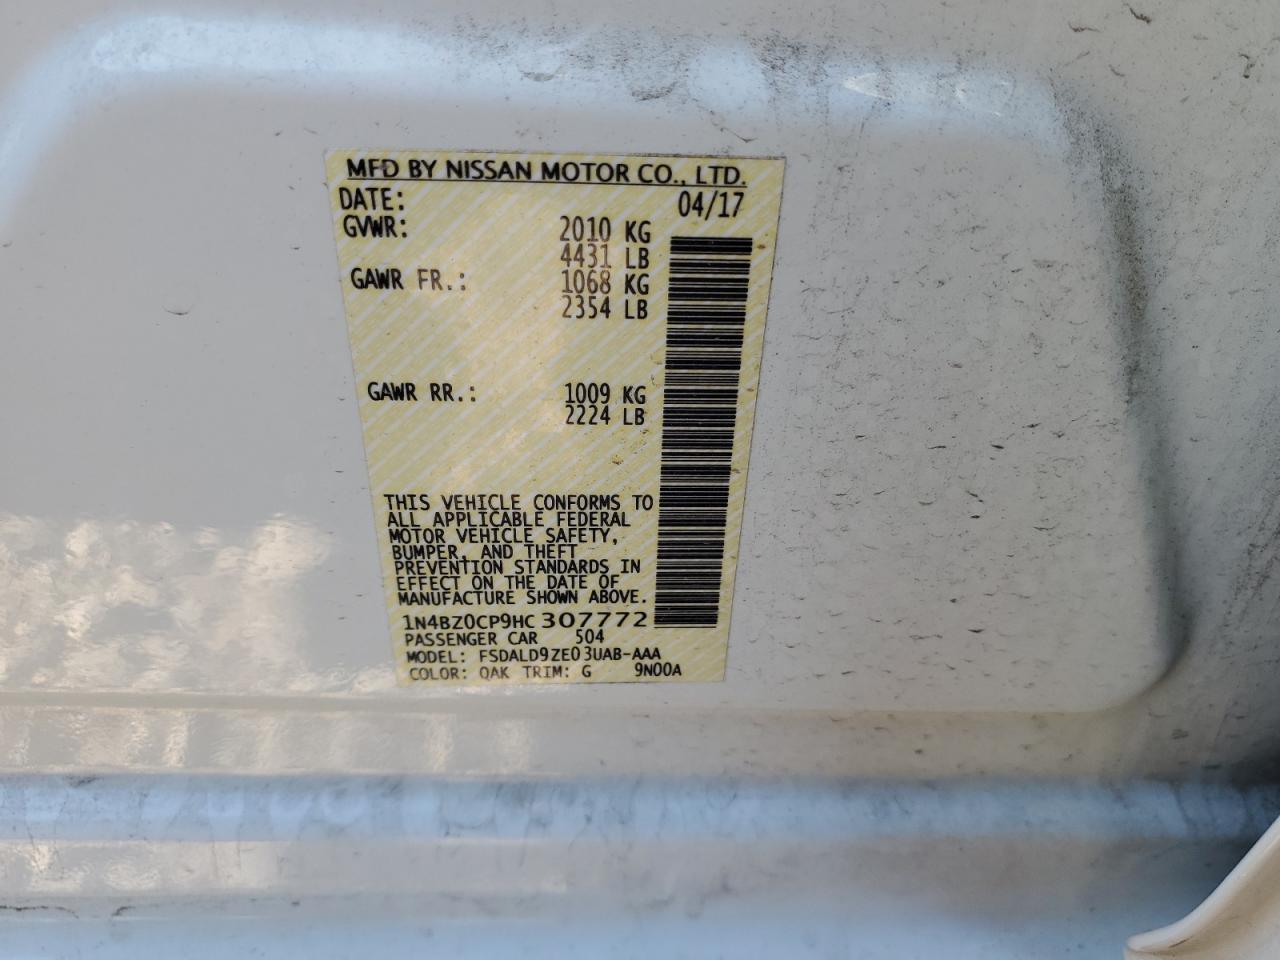 MFD BY NISSAN MOTOR CO., LTD.
DATE: 04/17
GVWR: 2010 KG
4431 LB
GAWR FR.: 1068 KG
2354 LB
GAWR RR.: 1009 KG
2224 LB
THIS VEHICLE CONFORMS TO
ALL APPLICABLE FEDERAL
MOTOR VEHICLE SAFETY,
BUMPER, AND THEFT
PREVENTION STANDARDS IN
EFFECT ON THE DATE OF
MANUFACTURE SHOWN ABOVE.
1N4BZ0CP9HC 307772
PASSENGER CAR 504
MODEL: FSDALD9ZE03UAB-AAA
COLOR: QAK TRIM: G 9N00A